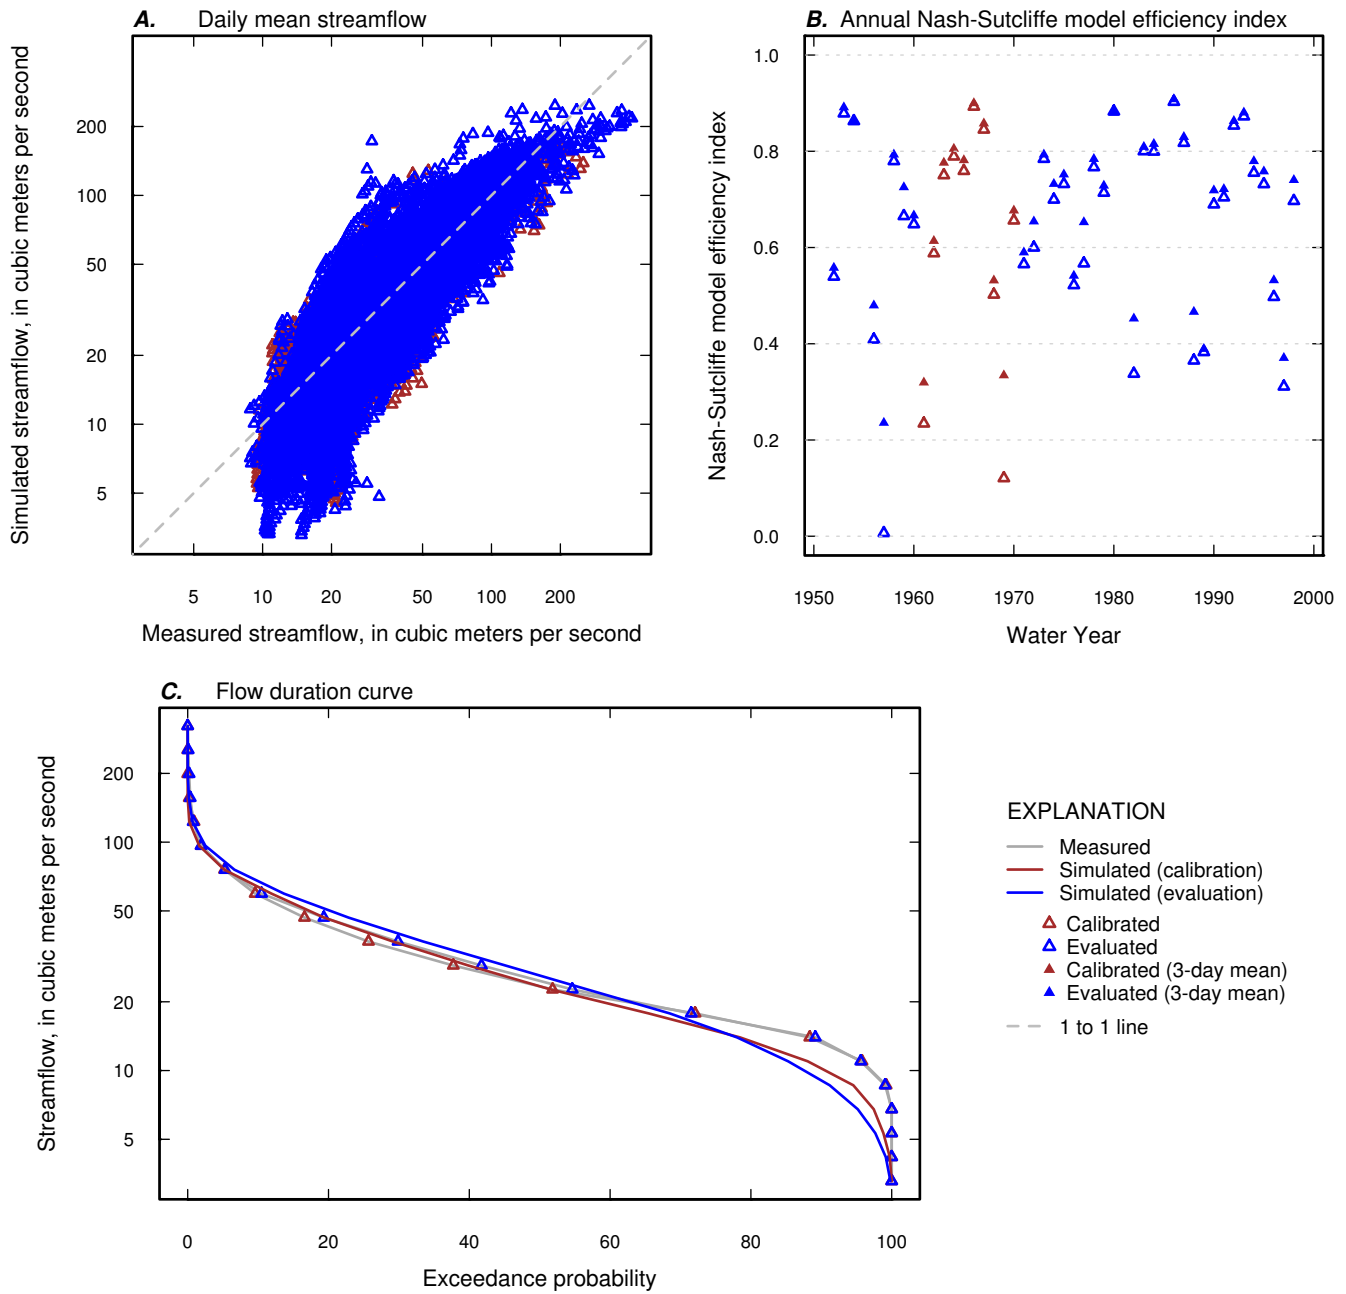 A. Daily mean streamflow
Simulated streamflow, in cubic meters per second
200
100
50
20
10
5
5 10 20 50 100 200
Measured streamflow, in cubic meters per second
B. Annual Nash-Sutcliffe model efficiency index
Nash-Sutcliffe model efficiency index
1.0
0.8
0.6
0.4
0.2
0.0
1950 1960 1970 1980 1990 2000
Water Year
C. Flow duration curve
Streamflow, in cubic meters per second
200
100
50
20
10
5
0 20 40 60 80 100
Exceedance probability
EXPLANATION
Measured
Simulated (calibration)
Simulated (evaluation)
Calibrated
Evaluated
Calibrated (3-day mean)
Evaluated (3-day mean)
1 to 1 line